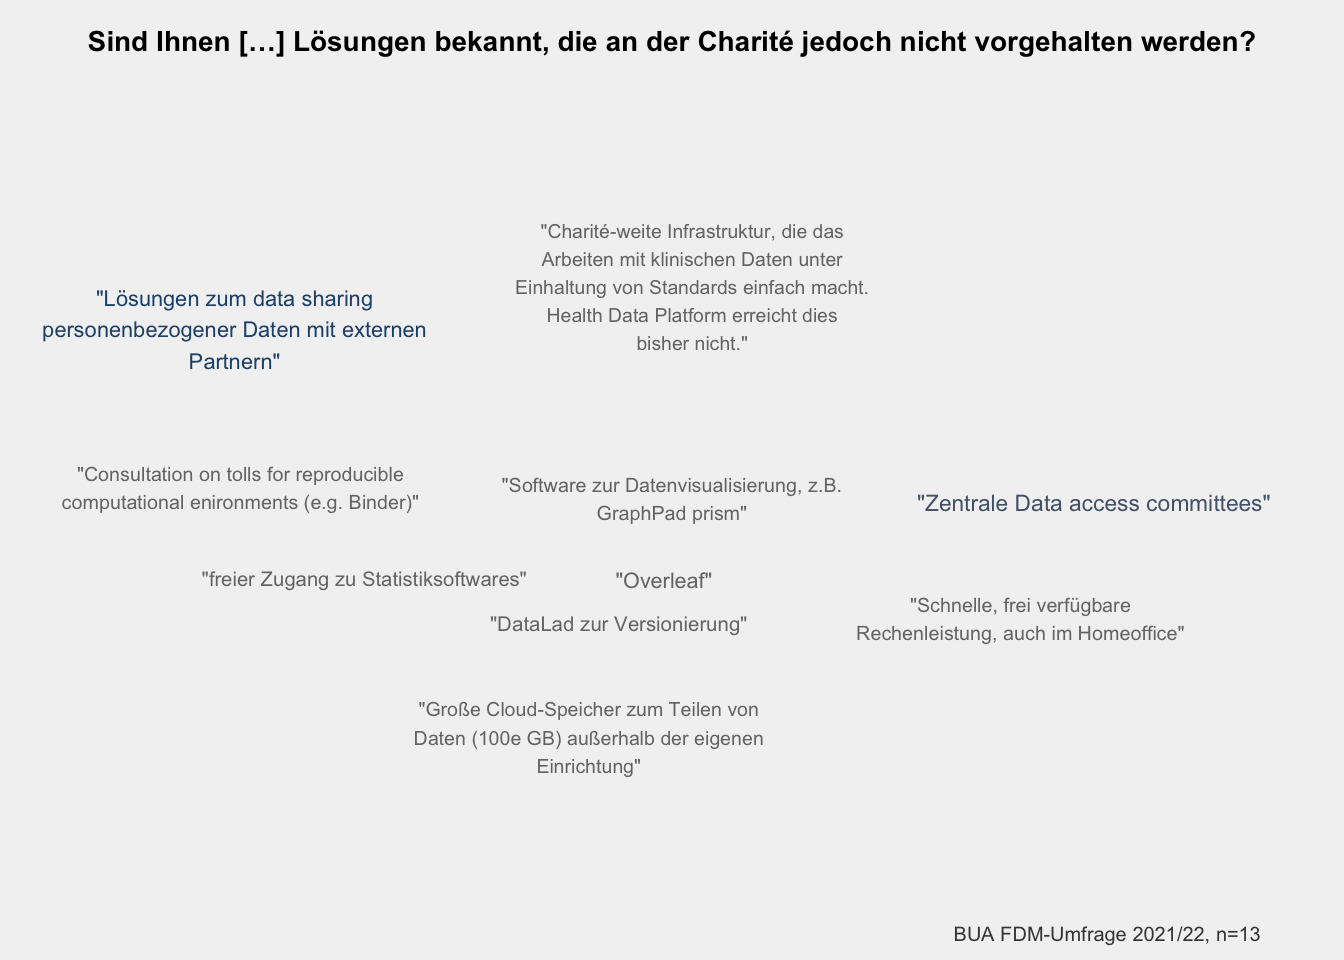 Sind Ihnen […] Lösungen bekannt, die an der Charité jedoch nicht vorgehalten werden?
"Charité-weite Infrastruktur, die das
Arbeiten mit klinischen Daten unter
Einhaltung von Standards einfach macht.
Health Data Platform erreicht dies
bisher nicht."
"Lösungen zum data sharing
personenbezogener Daten mit externen
Partnern"
"Consultation on tolls for reproducible
computational enironments (e.g. Binder)"
"Software zur Datenvisualisierung, z.B.
GraphPad prism"
"Zentrale Data access committees"
"freier Zugang zu Statistiksoftwares"
"Overleaf"
"DataLad zur Versionierung"
"Schnelle, frei verfügbare
Rechenleistung, auch im Homeoffice"
"Große Cloud-Speicher zum Teilen von
Daten (100e GB) außerhalb der eigenen
Einrichtung"
BUA FDM-Umfrage 2021/22, n=13